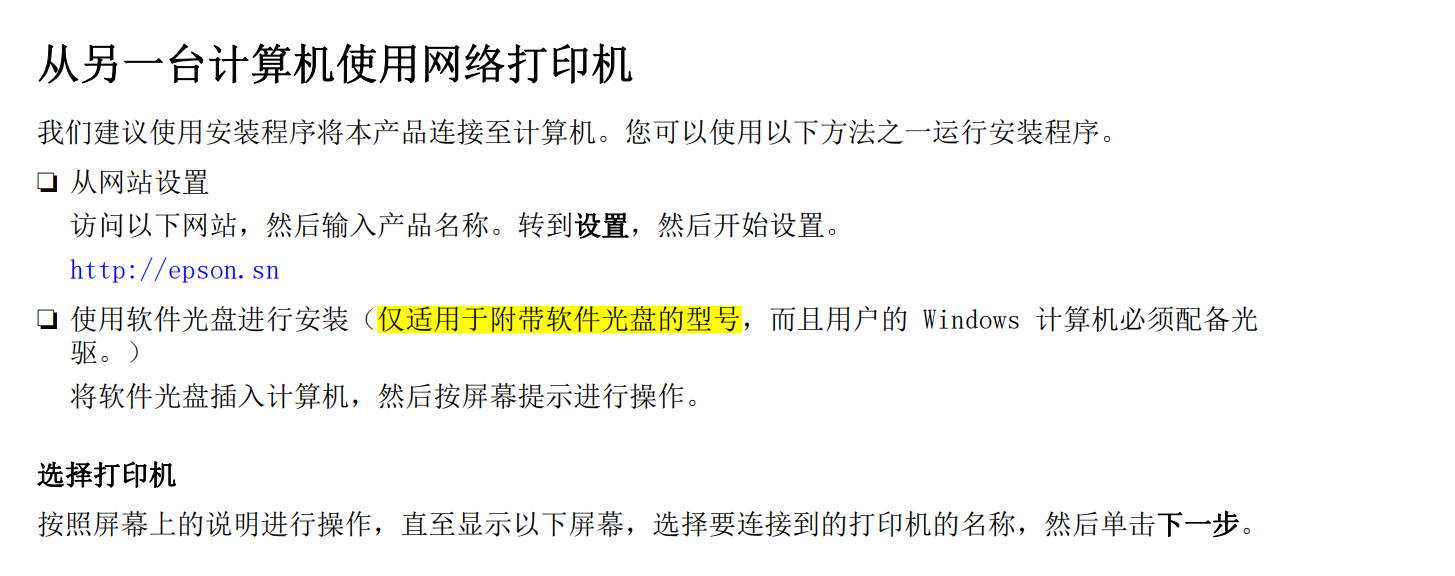 从另一台计算机使用网络打印机
我们建议使用安装程序将本产品连接至计算机。您可以使用以下方法之一运行安装程序。
❏ 从网站设置
访问以下网站，然后输入产品名称。转到设置，然后开始设置。
http://epson.sn
❏ 使用软件光盘进行安装（仅适用于附带软件光盘的型号，而且用户的 Windows 计算机必须配备光
驱。）
将软件光盘插入计算机，然后按屏幕提示进行操作。
选择打印机
按照屏幕上的说明进行操作，直至显示以下屏幕，选择要连接到的打印机的名称，然后单击下一步。